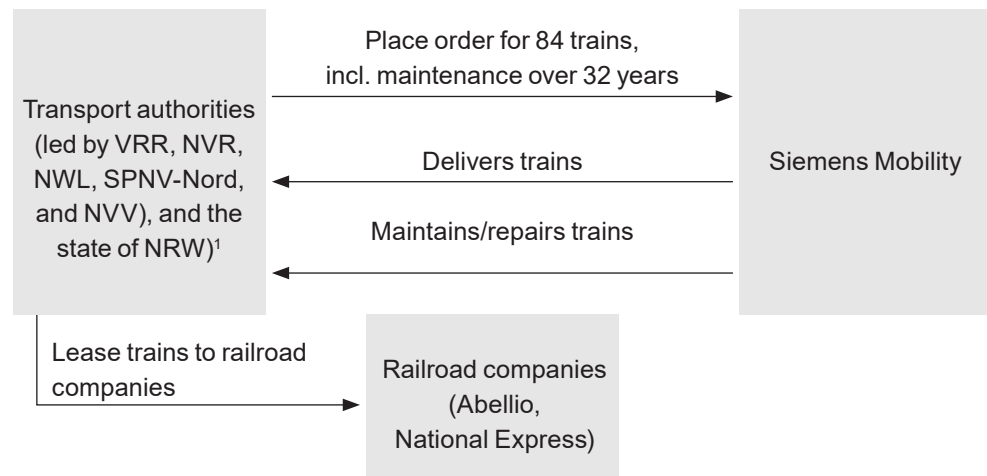 Place order for 84 trains,
incl. maintenance over 32 years
Transport authorities
(led by VRR, NVR,
NWL, SPNV-Nord,
and NVV), and the
state of NRW)¹
Delivers trains
Siemens Mobility
Maintains/repairs trains
Lease trains to railroad
companies
Railroad companies
(Abellio,
National Express)